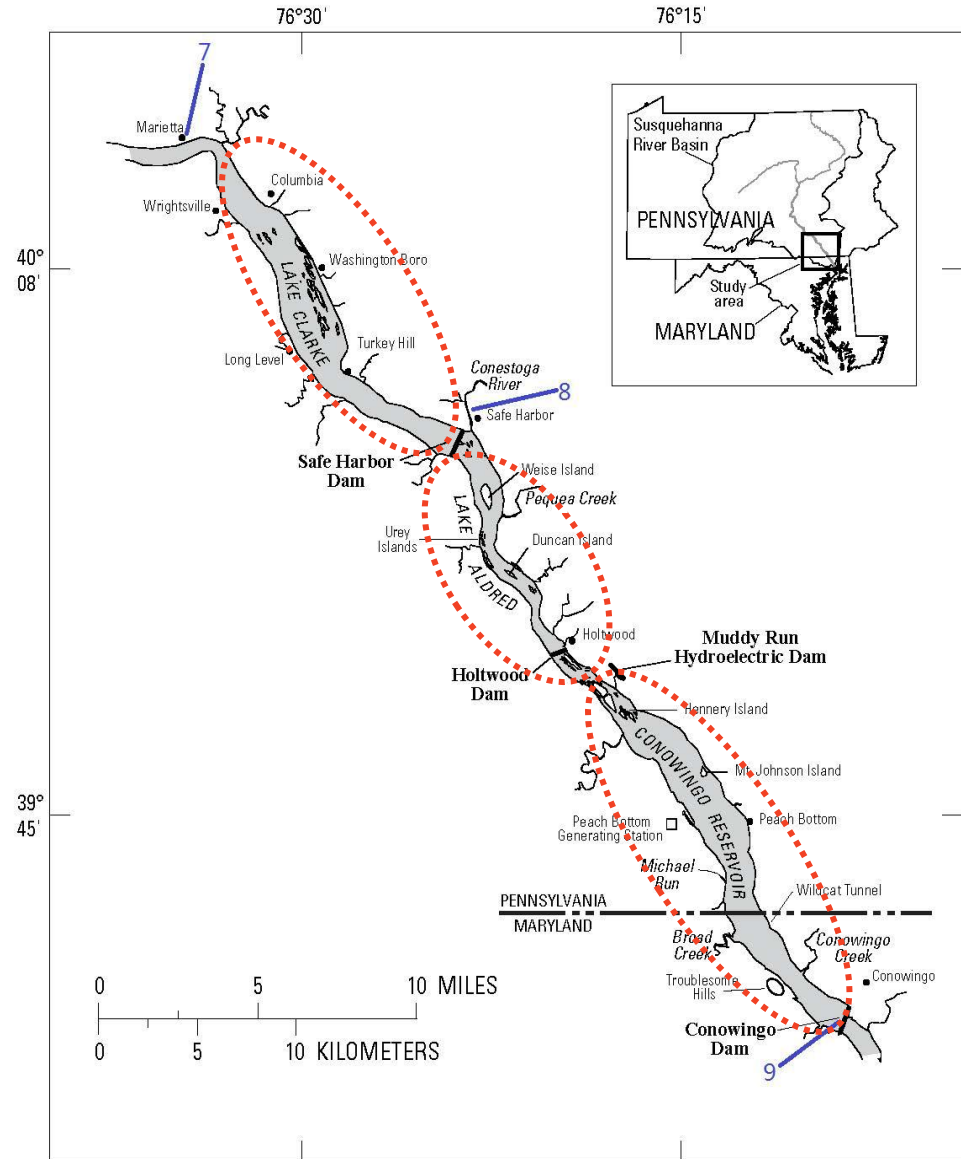 76°30′
76°15′
7
Marietta
Columbia
Wrightsville
40°
08′
Washington Boro
LAKE CLARKE
Long Level
Turkey Hill
Conestoga
River
8
Safe Harbor
Safe Harbor
Dam
Weise Island
Pequea Creek
LAKE
ALDRED
Urey
Islands
Duncan Island
Holtwood
Holtwood
Dam
Muddy Run
Hydroelectric Dam
Hennery Island
CONOWINGO RESERVOIR
Mt. Johnson Island
39°
45′
Peach Bottom
Generating Station
Peach Bottom
Michael
Run
Wildcat Tunnel
PENNSYLVANIA
MARYLAND
Broad
Creek
Conowingo
Creek
Troublesome
Hills
Conowingo
Conowingo
Dam
9
0 5 10 MILES
0 5 10 KILOMETERS
Susquehanna
River Basin
PENNSYLVANIA
Study
area
MARYLAND